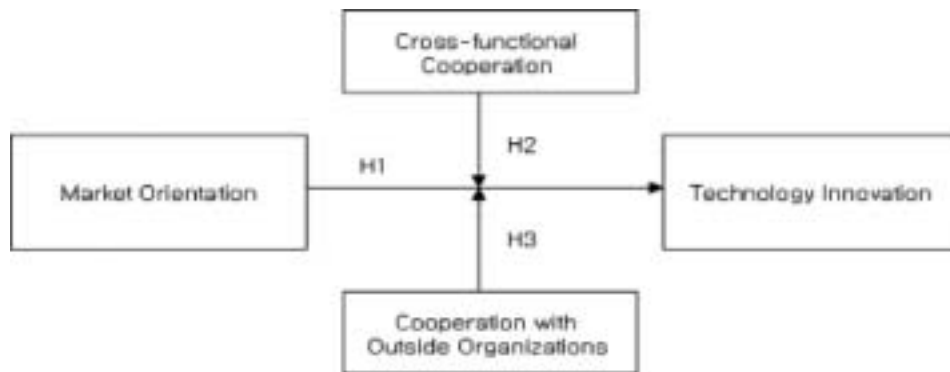 Cross-functional
Cooperation
H2
H1
Market Orientation
Technology Innovation
H3
Cooperation with
Outside Organizations